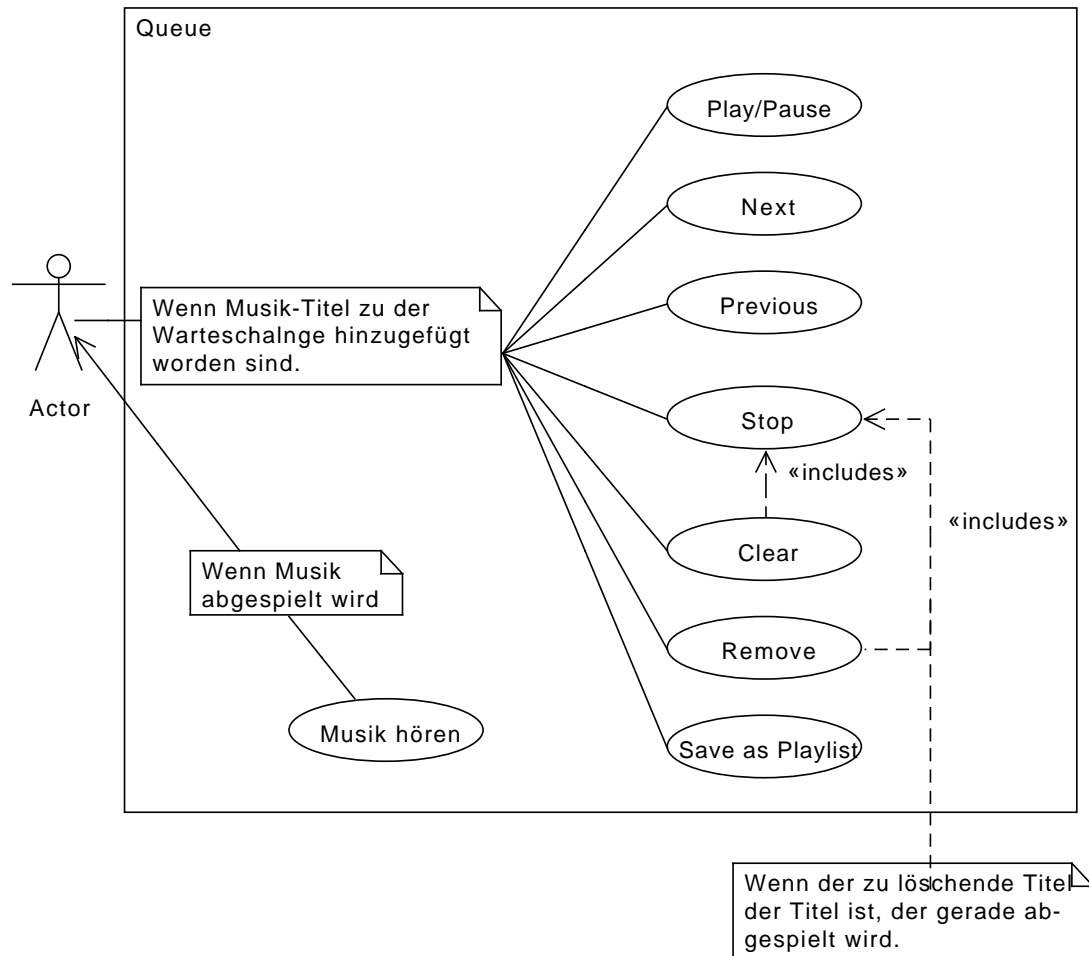 Queue
Play/Pause
Next
Wenn Musik-Titel zu der
Warteschalnge hinzugefügt
worden sind.
Previous
Actor
Stop
«includes»
«includes»
Clear
Wenn Musik
abgespielt wird
Remove
Musik hören
Save as Playlist
Wenn der zu löschende Titel
der Titel ist, der gerade ab-
gespielt wird.